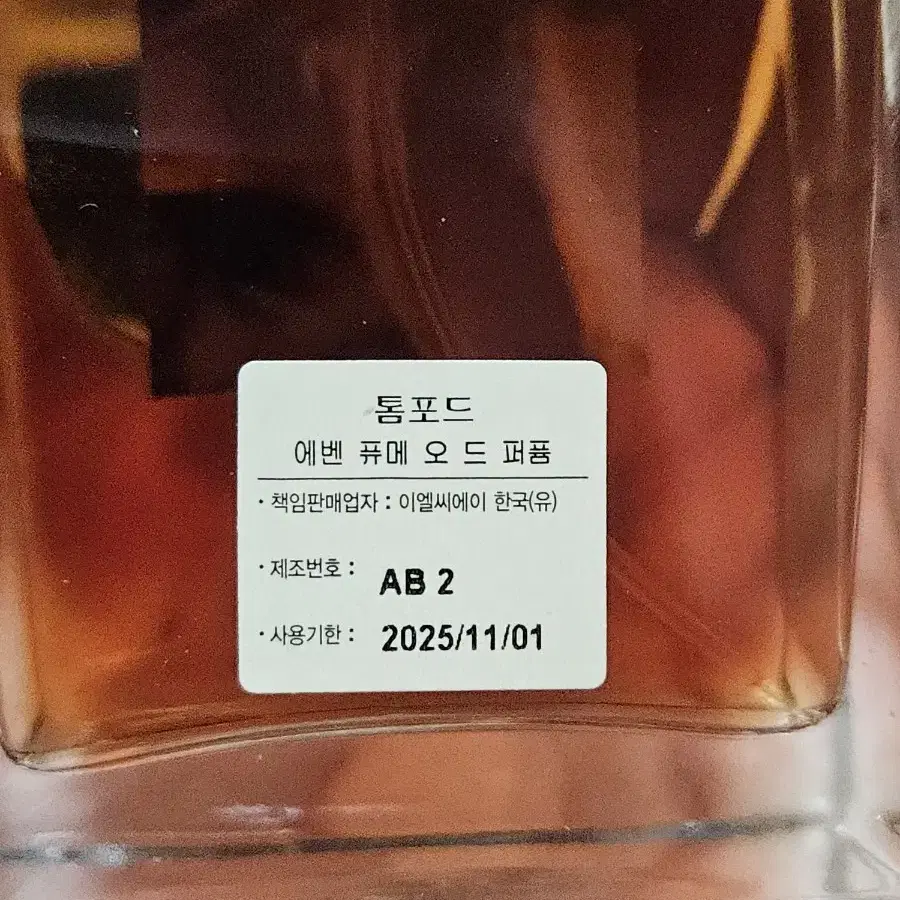 톰포드
에벤 퓨메 오 드 퍼퓸
· 책임판매업자 : 이엘씨에이 한국(유)
· 제조번호 : AB 2
· 사용기한 : 2025/11/01